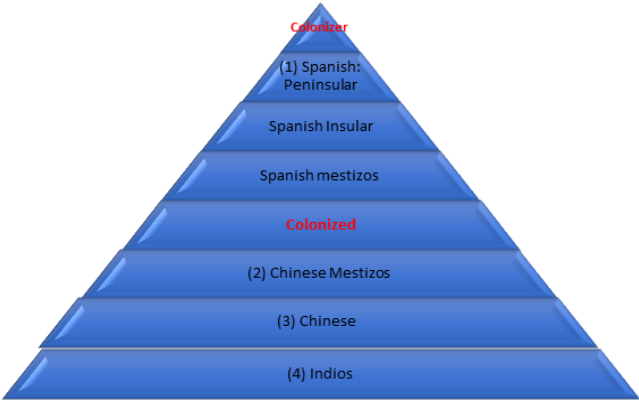 Colonizer
(1) Spanish:
Peninsular
Spanish Insular
Spanish mestizos
Colonized
(2) Chinese Mestizos
(3) Chinese
(4) Indios